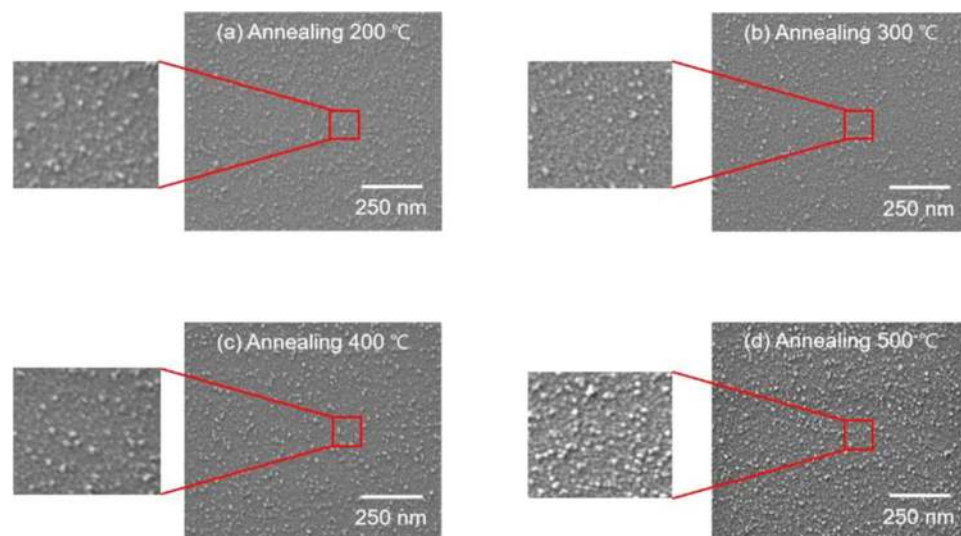 (a) Annealing 200 ℃
250 nm
(b) Annealing 300 ℃
250 nm
(c) Annealing 400 ℃
250 nm
(d) Annealing 500 ℃
250 nm